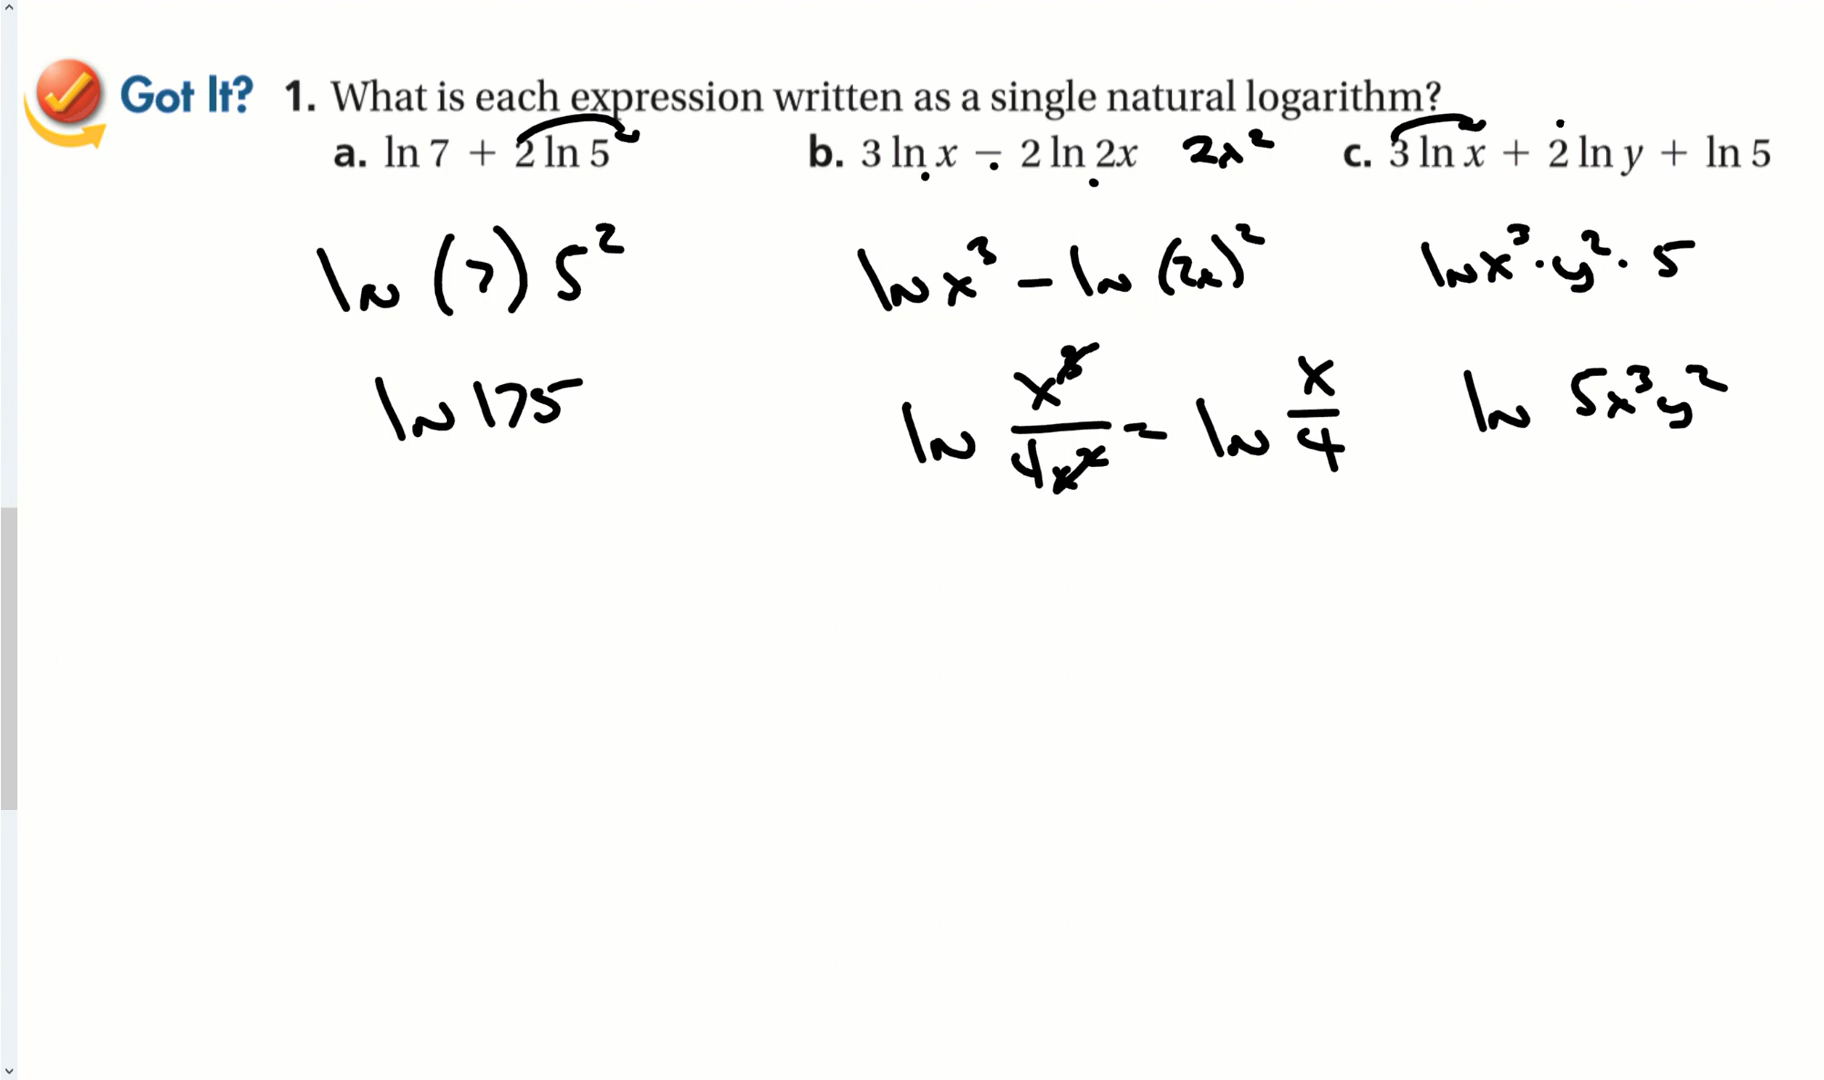 Got It? 1. What is each expression written as a single natural logarithm?
a. ln 7 + 2 ln 5
b. 3 ln x − 2 ln 2x
2x²
c. 3 ln x + 2 ln y + ln 5
ln (7) 5²
ln 175
ln x³ − ln (2x)²
ln x³/4x² = ln x/4
ln x³ · y² · 5
ln 5x³y²